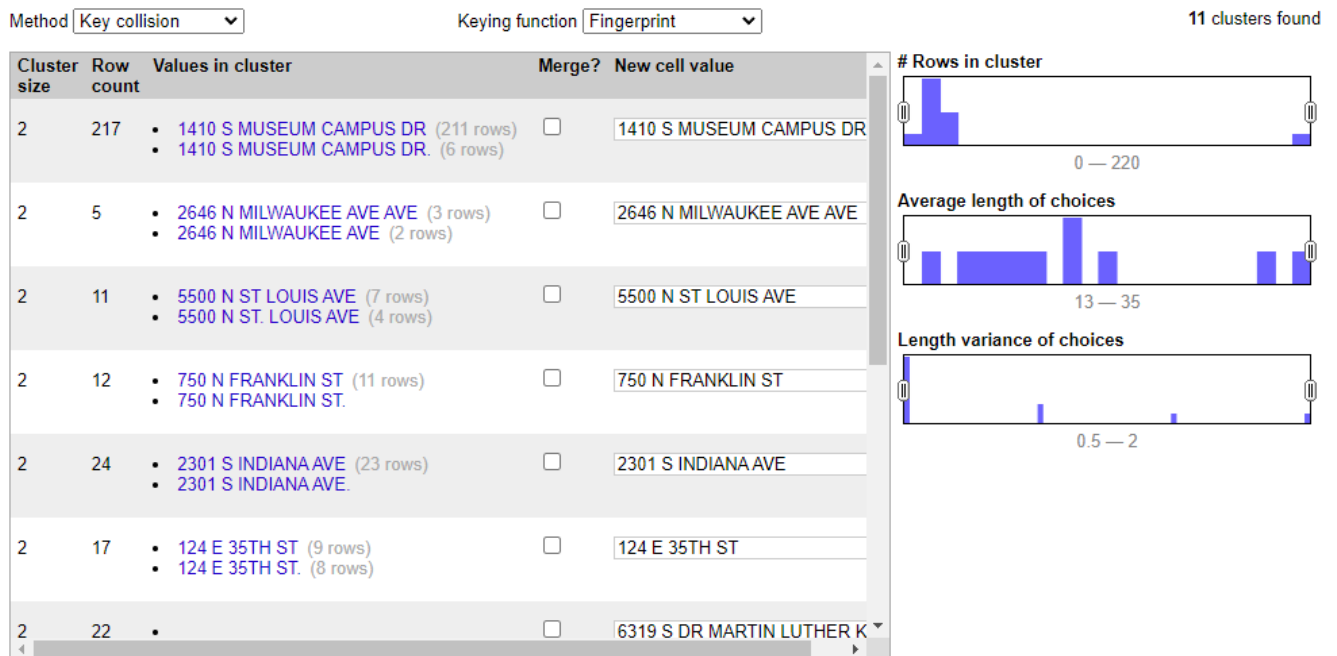 Method Key collision Keying function Fingerprint 11 clusters found
Cluster size Row count Values in cluster Merge? New cell value
2 217 • 1410 S MUSEUM CAMPUS DR (211 rows) 1410 S MUSEUM CAMPUS DR
• 1410 S MUSEUM CAMPUS DR. (6 rows)
2 5 • 2646 N MILWAUKEE AVE AVE (3 rows) 2646 N MILWAUKEE AVE AVE
• 2646 N MILWAUKEE AVE (2 rows)
2 11 • 5500 N ST LOUIS AVE (7 rows) 5500 N ST LOUIS AVE
• 5500 N ST. LOUIS AVE (4 rows)
2 12 • 750 N FRANKLIN ST (11 rows) 750 N FRANKLIN ST
• 750 N FRANKLIN ST.
2 24 • 2301 S INDIANA AVE (23 rows) 2301 S INDIANA AVE
• 2301 S INDIANA AVE.
2 17 • 124 E 35TH ST (9 rows) 124 E 35TH ST
• 124 E 35TH ST. (8 rows)
2 22 • 6319 S DR MARTIN LUTHER K
# Rows in cluster
0 — 220
Average length of choices
13 — 35
Length variance of choices
0.5 — 2